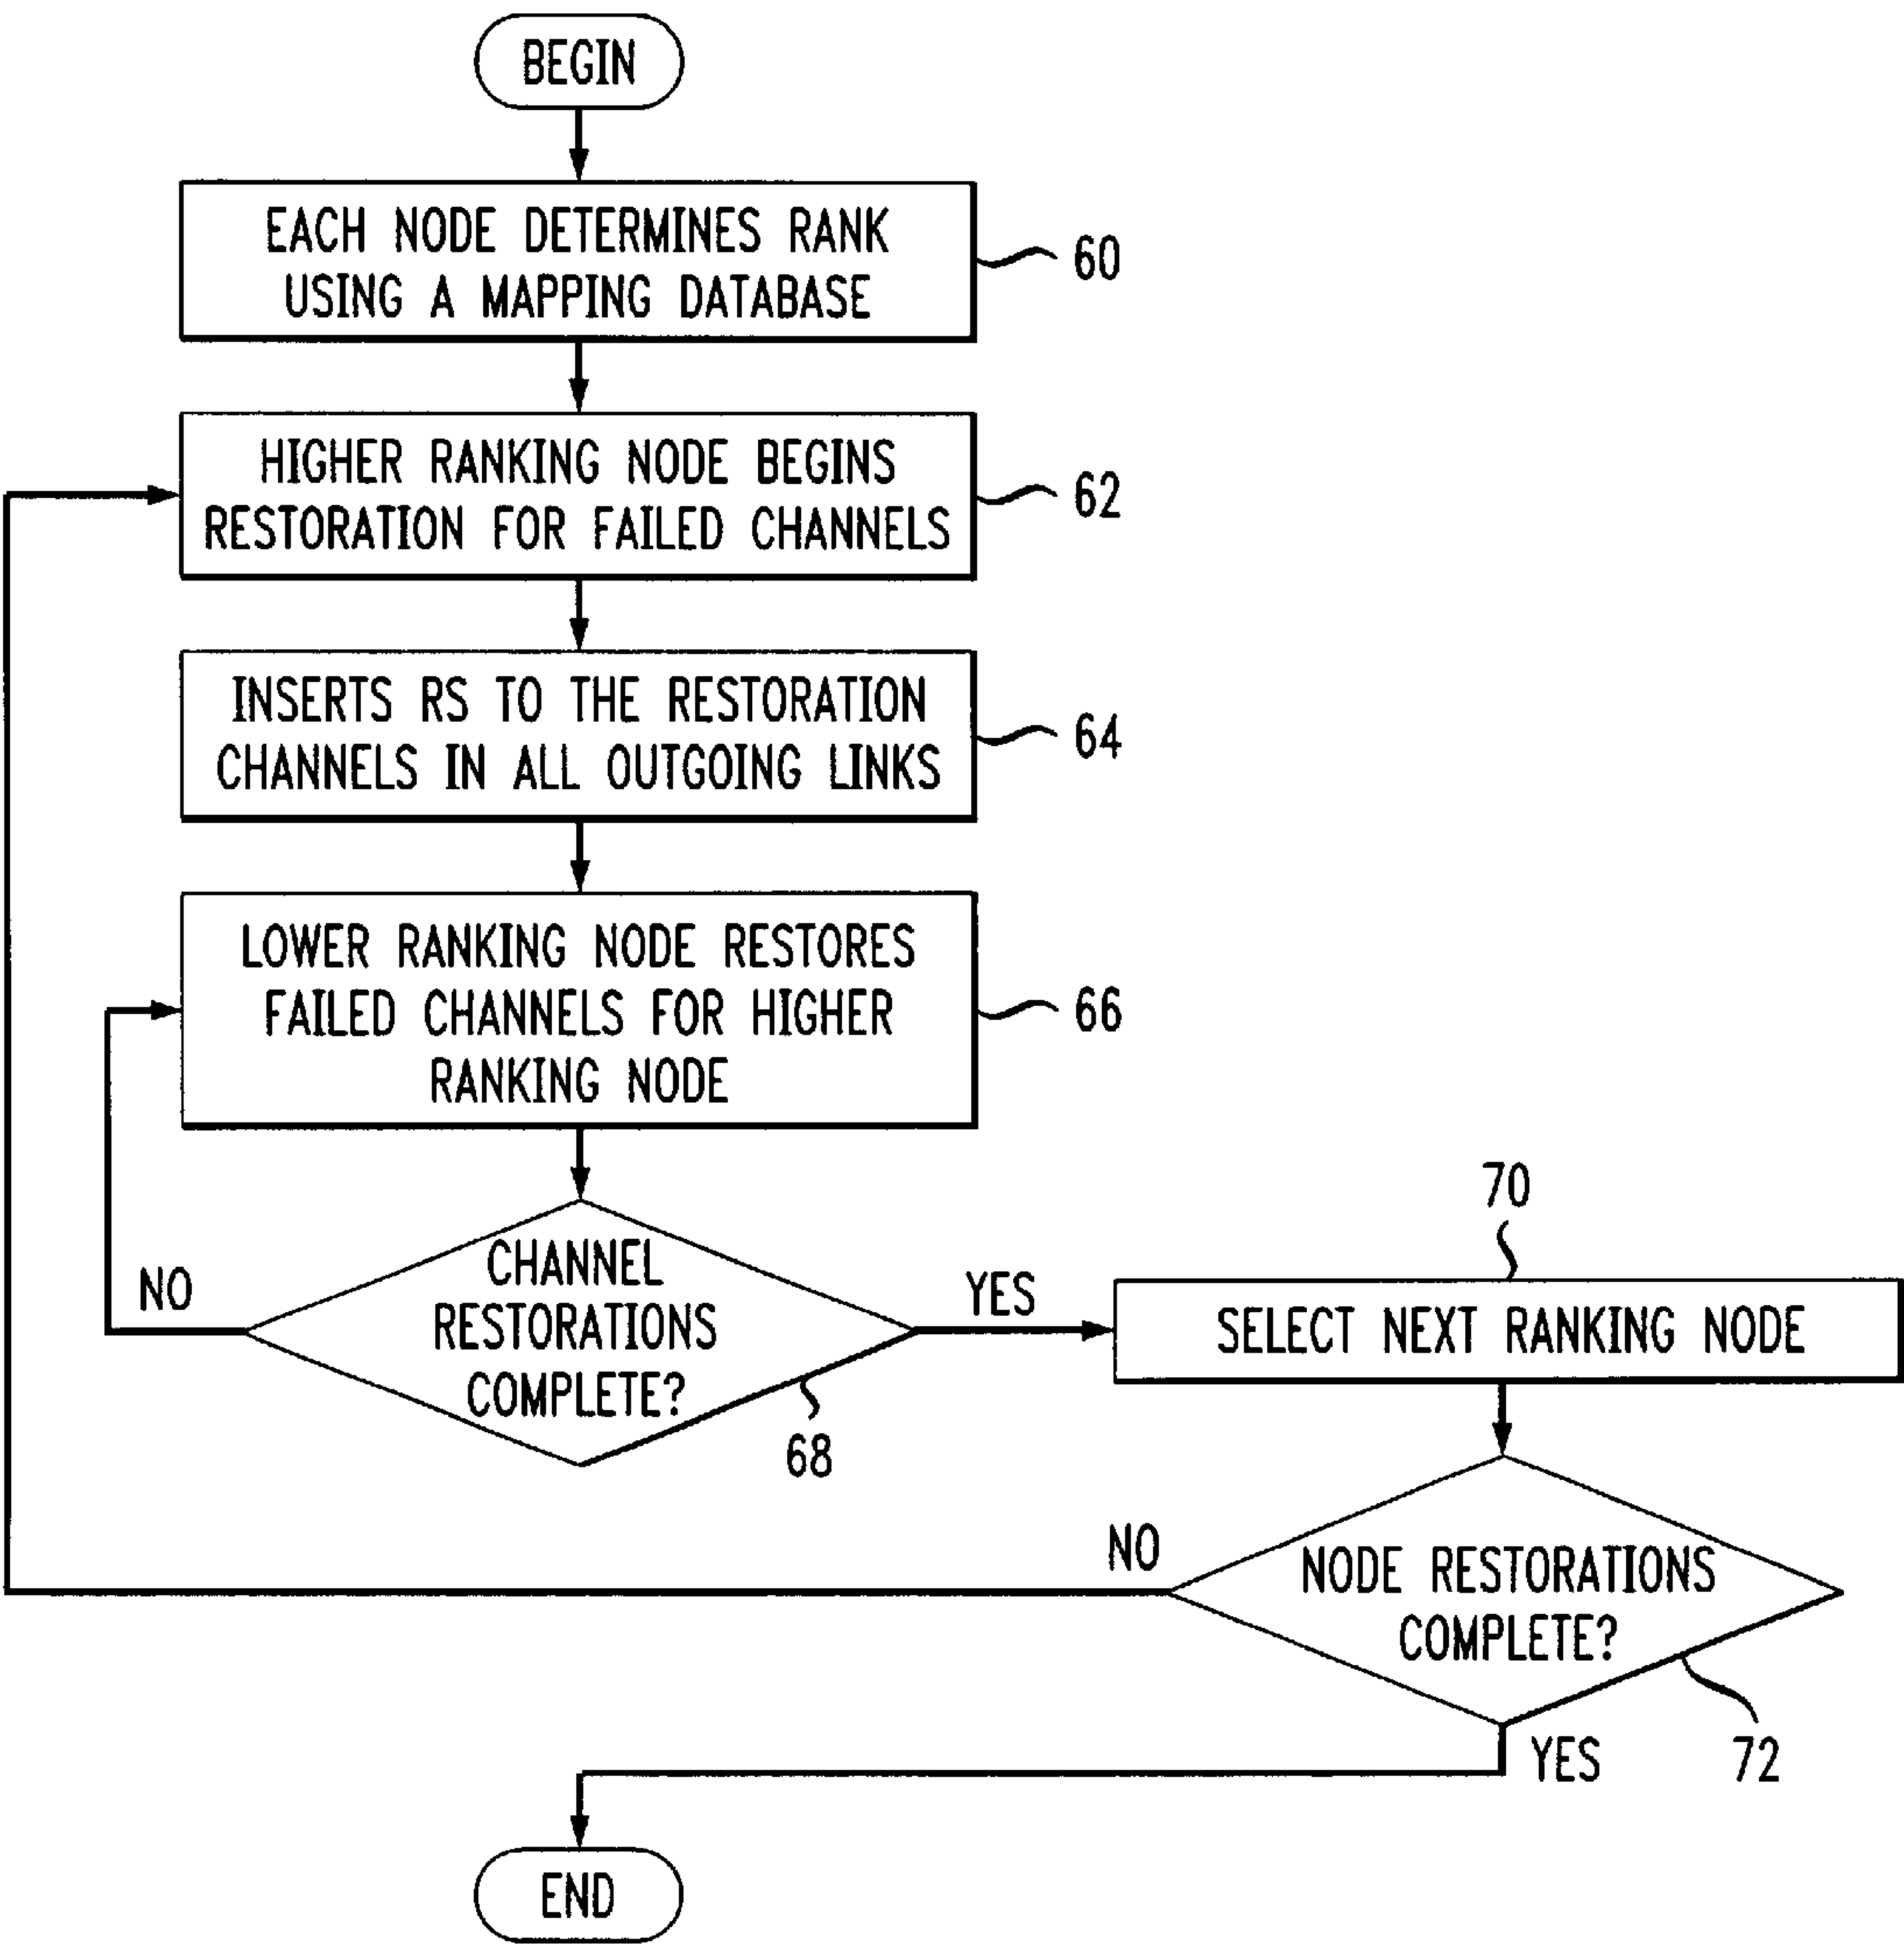 BEGIN
EACH NODE DETERMINES RANK
USING A MAPPING DATABASE
60
HIGHER RANKING NODE BEGINS
RESTORATION FOR FAILED CHANNELS
62
INSERTS RS TO THE RESTORATION
CHANNELS IN ALL OUTGOING LINKS
64
LOWER RANKING NODE RESTORES
FAILED CHANNELS FOR HIGHER
RANKING NODE
66
CHANNEL
RESTORATIONS
COMPLETE?
68
NO
YES
70
SELECT NEXT RANKING NODE
NO
NODE RESTORATIONS
COMPLETE?
72
YES
END